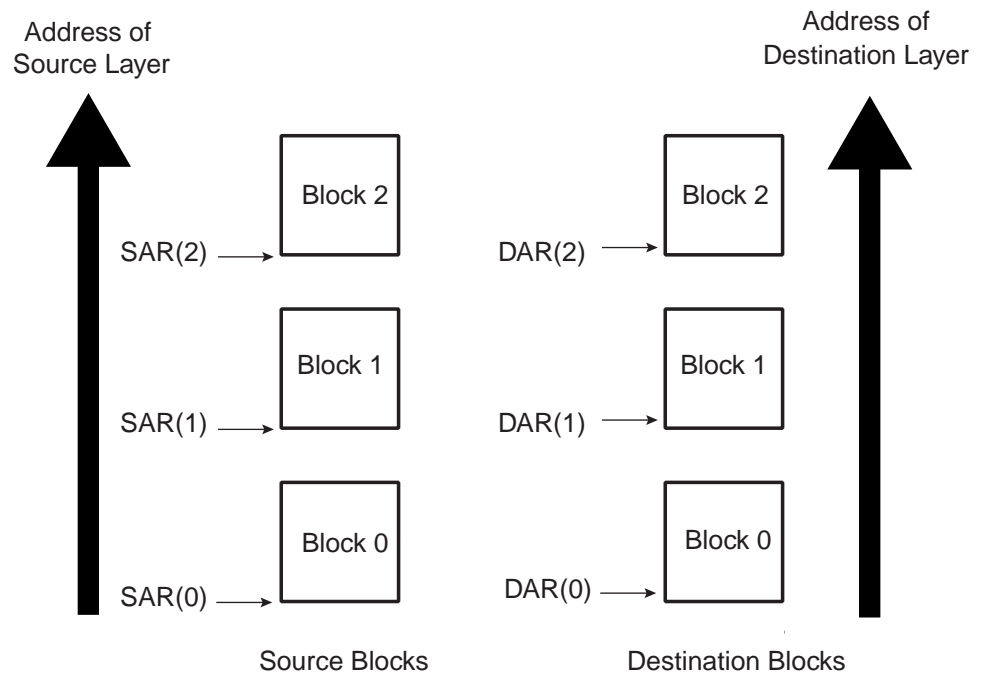 Address of
Source Layer
Address of
Destination Layer
Block 2
Block 2
SAR(2)
DAR(2)
Block 1
Block 1
SAR(1)
DAR(1)
Block 0
Block 0
SAR(0)
DAR(0)
Source Blocks
Destination Blocks